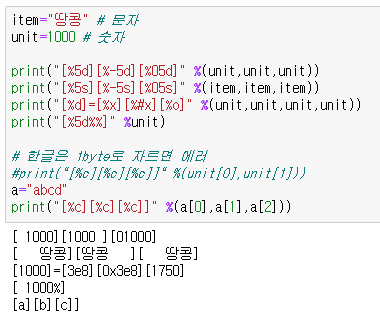 item="땅콩" # 문자
unit=1000 # 숫자
print("[%5d][%-5d][%05d]" %(unit,unit,unit))
print("[%5s][%-5s][%05s]" %(item,item,item))
print("[%d]=[%x][%#x][%o]" %(unit,unit,unit,unit))
print("[%5d%%]" %unit)
# 한글은 1byte로 자르면 에러
#print("[%c][%c][%c]]" %(unit[0],unit[1]))
a="abcd"
print("[%c][%c][%c]]" %(a[0],a[1],a[2]))
[ 1000][1000 ][01000]
[   땅콩][땅콩   ][   땅콩]
[1000]=[3e8][0x3e8][1750]
[ 1000%]
[a][b][c]]